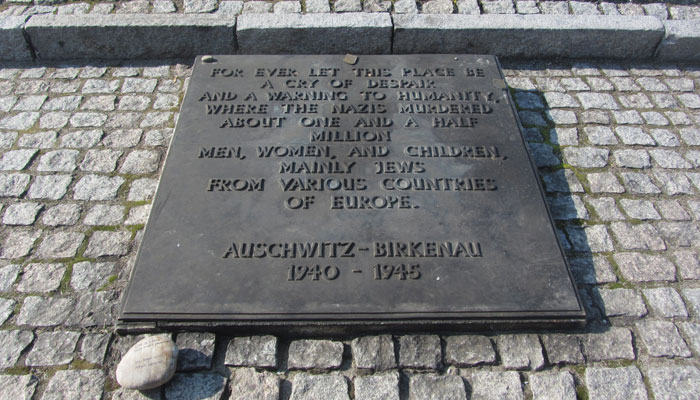 FOR EVER LET THIS PLACE BE
A CRY OF DESPAIR
AND A WARNING TO HUMANITY,
WHERE THE NAZIS MURDERED
ABOUT ONE AND A HALF
MILLION
MEN, WOMEN, AND CHILDREN,
MAINLY JEWS
FROM VARIOUS COUNTRIES
OF EUROPE.
AUSCHWITZ - BIRKENAU
1940 - 1945